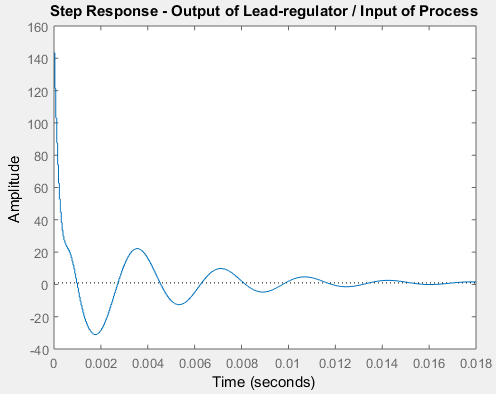 Step Response - Output of Lead-regulator / Input of Process
160
140
120
100
80
60
40
20
0
-20
-40
Amplitude
0 0.002 0.004 0.006 0.008 0.01 0.012 0.014 0.016 0.018
Time (seconds)